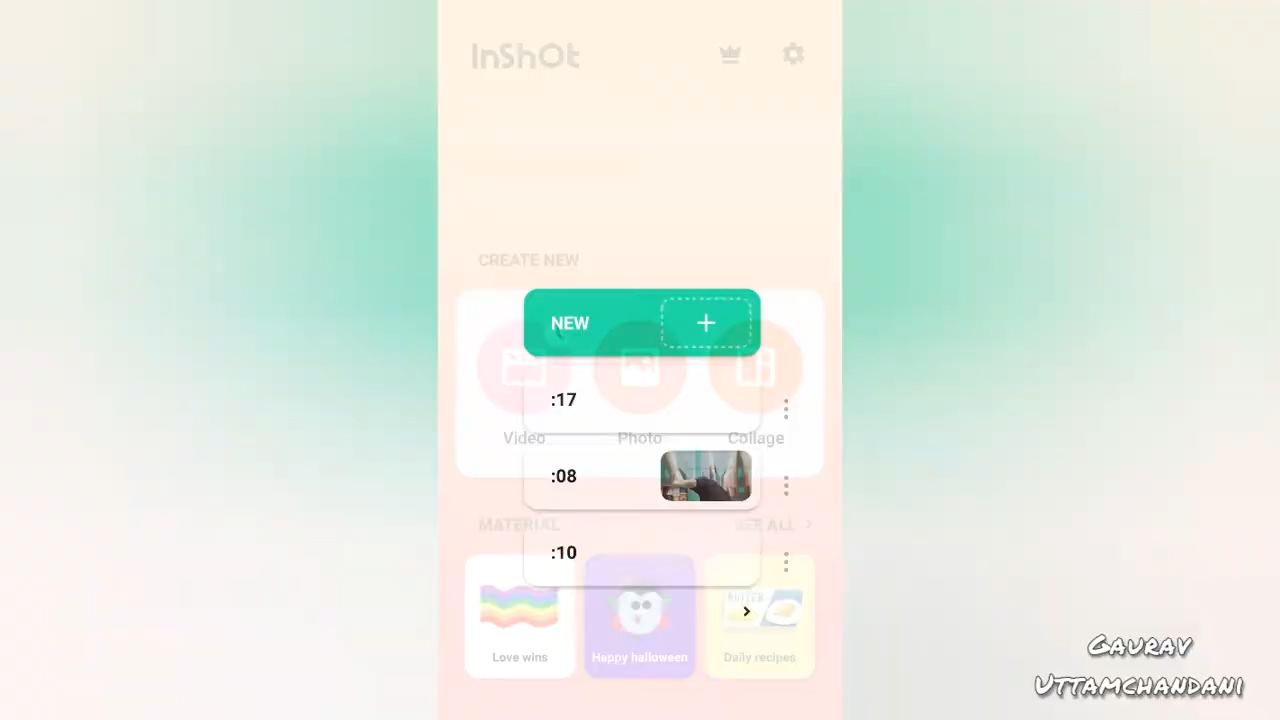 InShOt
CREATE NEW
NEW
:17
Video Photo Collage
:08
MATERIAL SEE ALL >
:10
Love wins Happy halloween Daily recipes
Gaurav
Uttamchandani